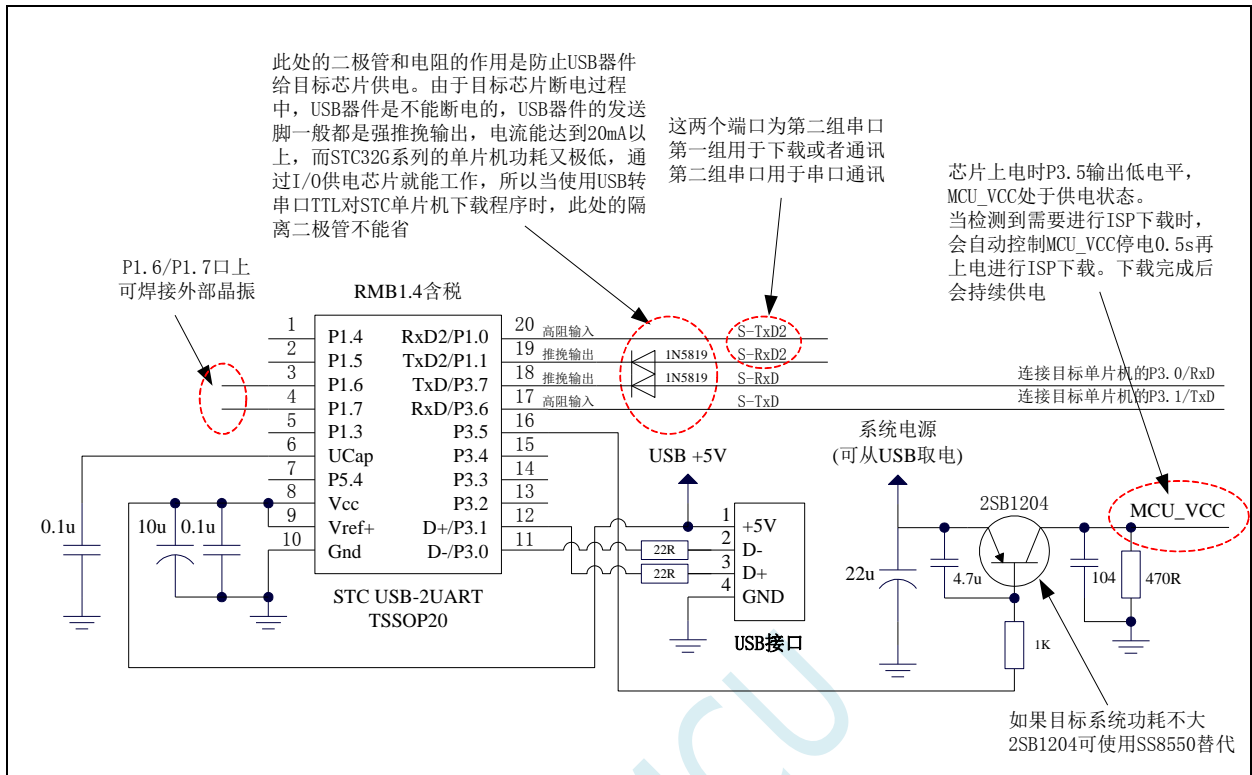 此处的二极管和电阻的作用是防止USB器件
给目标芯片供电。由于目标芯片断电过程
中，USB器件是不能断电的，USB器件的发送
脚一般都是强推挽输出，电流能达到20mA以
上，而STC32G系列的单片机功耗又极低，通
过I/O供电芯片就能工作，所以当使用USB转
串口TTL对STC单片机下载程序时，此处的隔
离二极管不能省
这两个端口为第二组串口
第一组用于下载或者通讯
第二组串口用于串口通讯
芯片上电时P3.5输出低电平，
MCU_VCC处于供电状态。
当检测到需要进行ISP下载时，
会自动控制MCU_VCC停电0.5s再
上电进行ISP下载。下载完成后
会持续供电
P1.6/P1.7口上
可焊接外部晶振
RMB1.4含税
1 P1.4 RxD2/P1.0 20 高阻输入 S-TxD2
2 P1.5 TxD2/P1.1 19 推挽输出 1N5819 S-RxD2
3 P1.6 TxD/P3.7 18 推挽输出 1N5819 S-RxD 连接目标单片机的P3.0/RxD
4 P1.7 RxD/P3.6 17 高阻输入 S-TxD 连接目标单片机的P3.1/TxD
5 P1.3 P3.5 16
6 UCap P3.4 15
7 P5.4 P3.3 14
8 Vcc P3.2 13
9 Vref+ D+/P3.1 12
10 Gnd D-/P3.0 11
STC USB-2UART
TSSOP20
0.1u
10u
0.1u
USB +5V
22R
22R
1 +5V
2 D-
3 D+
4 GND
USB接口
系统电源
(可从USB取电)
22u
4.7u
2SB1204
1K
104
470R
MCU_VCC
如果目标系统功耗不大
2SB1204可使用SS8550替代
MCU